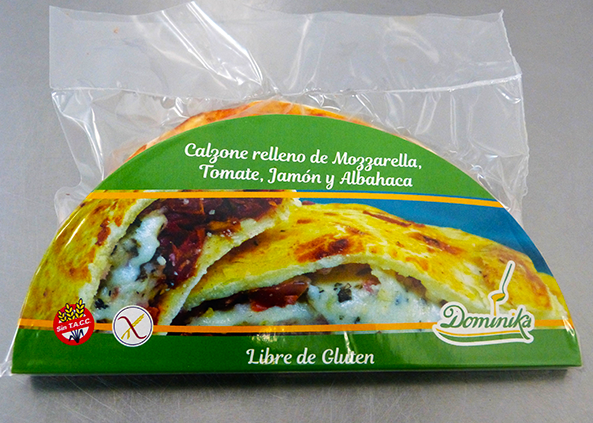 Calzone relleno de Mozzarella,
Tomate, Jamón y Albahaca
Sin T.A.C.C.
Dominika
Libre de Gluten